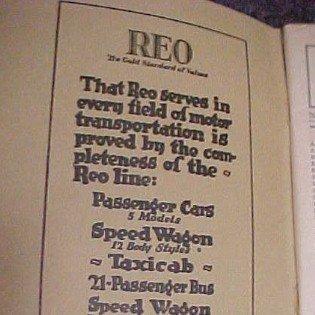 REO
The Gold Standard of Values
That Reo serves in
every field of motor
transportation is
proved by the com-
pleteness of the ~
Reo line:
Passenger Cars
5 Models
Speed Wagon
12 Body Styles
~ Taxicab ~
21-Passenger Bus
Speed Wagon